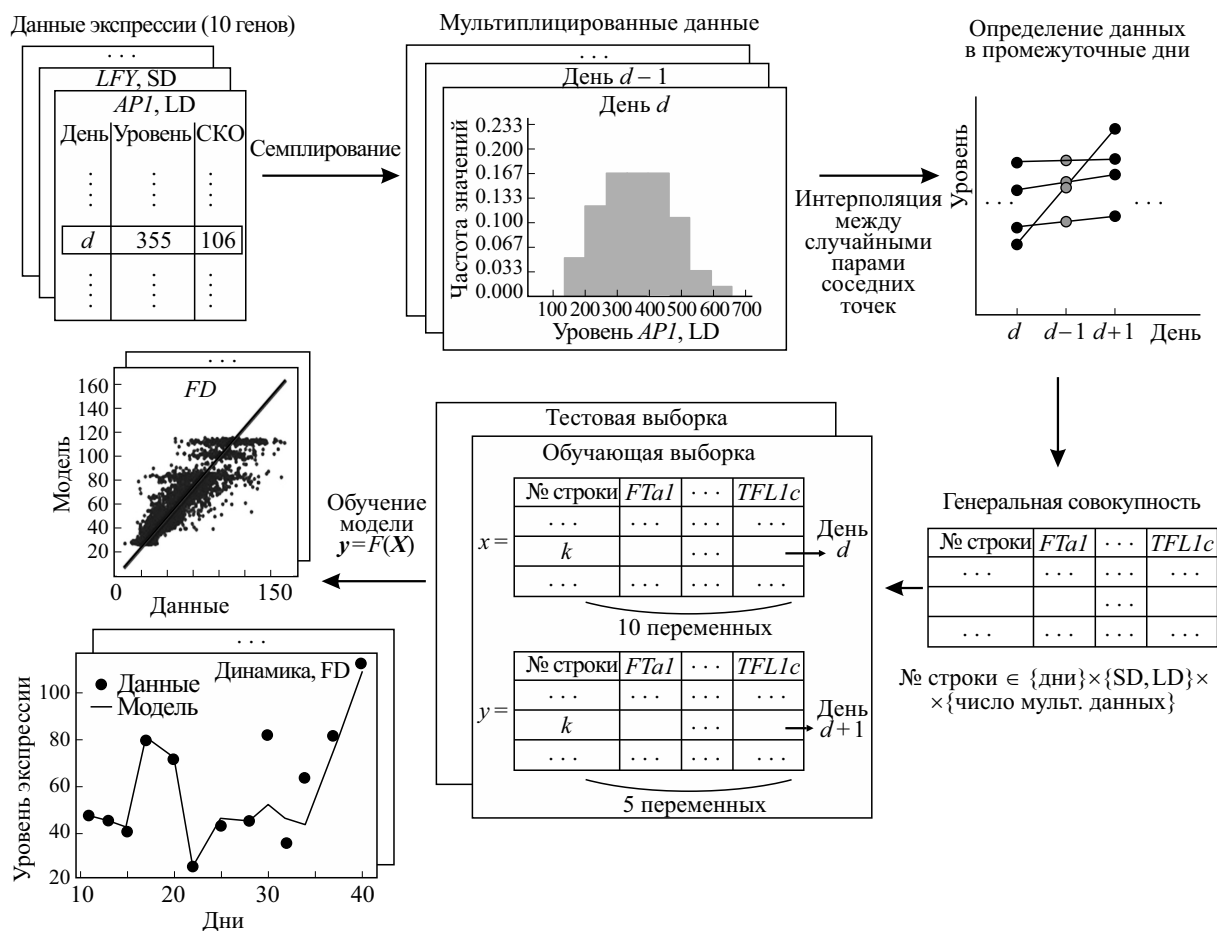 Данные экспрессии (10 генов)
. . .
LFY, SD
AP1, LD
День Уровень СКО
d 355 106
Семплирование
Мультиплицированные данные
. . .
День d – 1
День d
Частота значений
0.233
0.200
0.167
0.133
0.100
0.067
0.033
0.000
100 200 300 400 500 600 700
Уровень AP1, LD
Интерполяция
между
случайными
парами
соседних
точек
Определение данных
в промежуточные дни
Уровень
. . . . . .
d d–1 d+1 День
Генеральная совокупность
№ строки FTa1 . . . TFL1c
. . . . . . . . . . . .
. . .
. . . . . . . . . . . .
№ строки ∈ {дни}×{SD, LD}×
×{число мульт. данных}
Тестовая выборка
Обучающая выборка
№ строки FTa1 . . . TFL1c
. . . . . . . . . . . .
x = k . . . День d
. . . . . . . . . . . .
10 переменных
№ строки FTa1 . . . TFL1c
. . . . . . . . . . . .
y = k . . . День d+1
. . . . . . . . . . . .
5 переменных
Обучение
модели
y=F(X)
. . .
FD
Модель
160
140
120
100
80
60
40
20
0 150
Данные
. . .
Динамика, FD
Данные
Модель
Уровень экспрессии
100
80
60
40
20
10 20 30 40
Дни